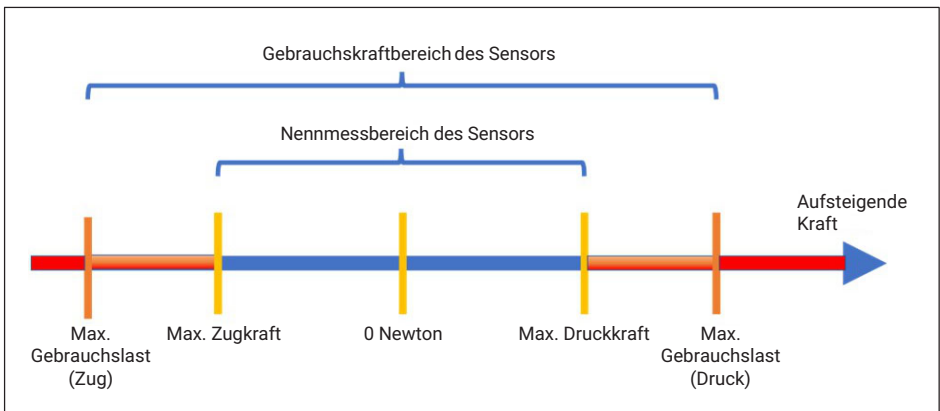 Gebrauchskraftbereich des Sensors
Nennmessbereich des Sensors
Aufsteigende
Kraft
Max.
Gebrauchslast
(Zug)
Max. Zugkraft
0 Newton
Max. Druckkraft
Max.
Gebrauchslast
(Druck)